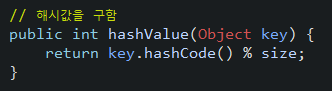 // 해시값을 구함
public int hashValue(Object key) {
    return key.hashCode() % size;
}